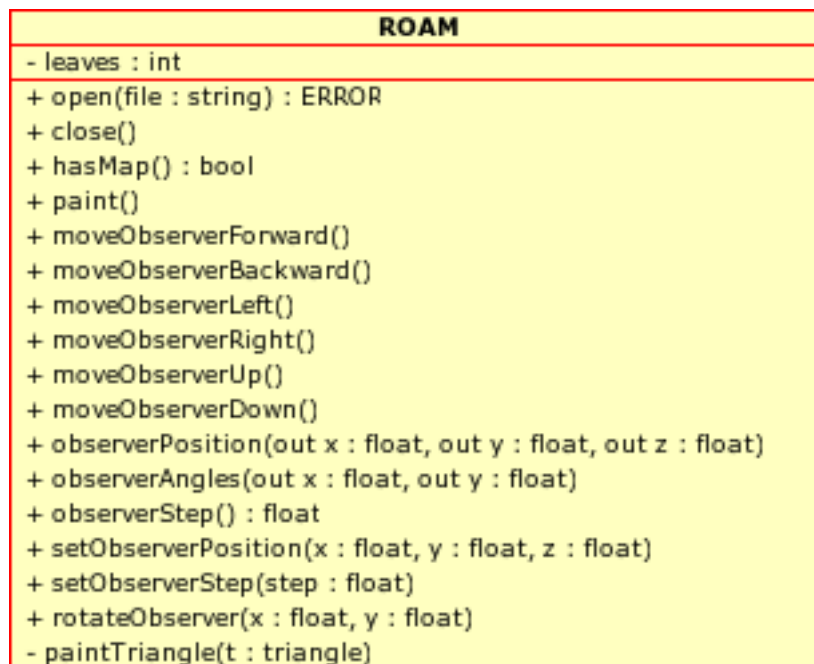 ROAM
- leaves : int
+ open(file : string) : ERROR
+ close()
+ hasMap() : bool
+ paint()
+ moveObserverForward()
+ moveObserverBackward()
+ moveObserverLeft()
+ moveObserverRight()
+ moveObserverUp()
+ moveObserverDown()
+ observerPosition(out x : float, out y : float, out z : float)
+ observerAngles(out x : float, out y : float)
+ observerStep() : float
+ setObserverPosition(x : float, y : float, z : float)
+ setObserverStep(step : float)
+ rotateObserver(x : float, y : float)
- paintTriangle(t : triangle)